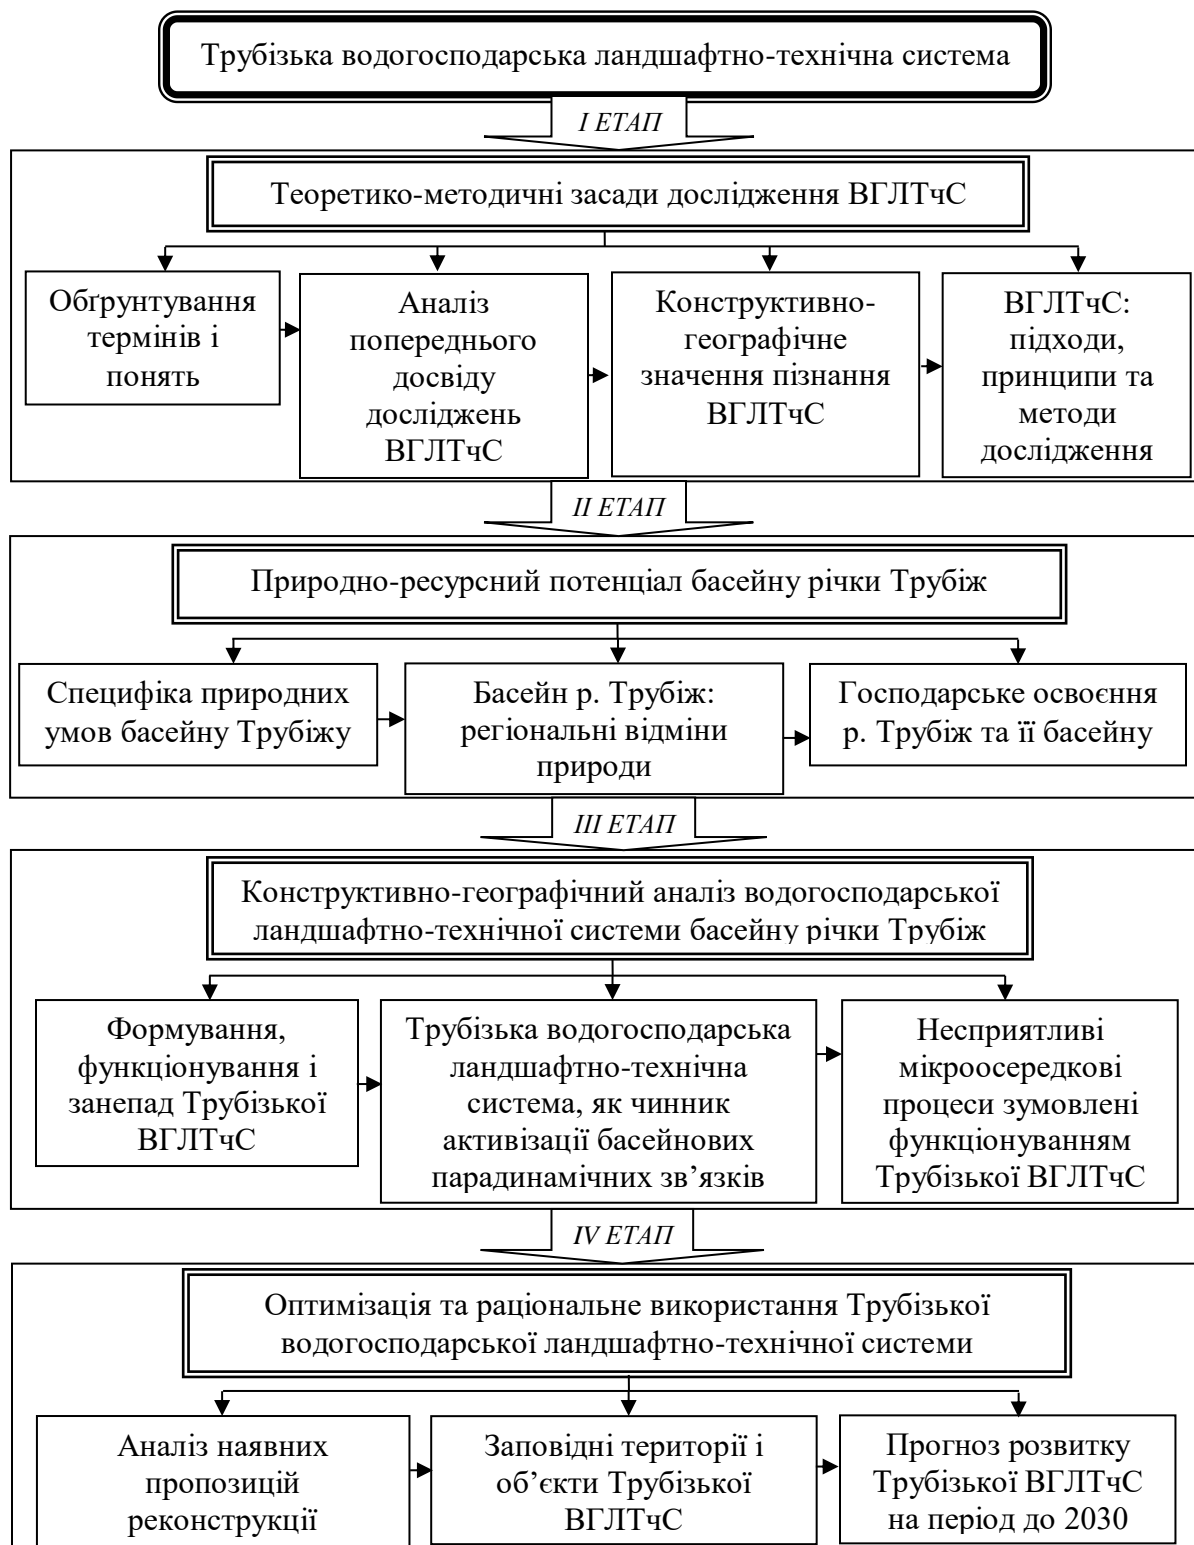 Трубізька водогосподарська ландшафтно-технічна система
І ЕТАП
Теоретико-методичні засади дослідження ВГЛТчС
Обґрунтування
термінів і
понять
Аналіз
попереднього
досвіду
досліджень
ВГЛТчС
Конструктивно-
географічне
значення пізнання
ВГЛТчС
ВГЛТчС:
підходи,
принципи та
методи
дослідження
ІІ ЕТАП
Природно-ресурсний потенціал басейну річки Трубіж
Специфіка природних
умов басейну Трубіжу
Басейн р. Трубіж:
регіональні відміни
природи
Господарське освоєння
р. Трубіж та її басейну
ІІІ ЕТАП
Конструктивно-географічний аналіз водогосподарської
ландшафтно-технічної системи басейну річки Трубіж
Формування,
функціонування і
занепад Трубізької
ВГЛТчС
Трубізька водогосподарська
ландшафтно-технічна
система, як чинник
активізації басейнових
парадинамічних зв’язків
Несприятливі
мікроосередкові
процеси зумовлені
функціонуванням
Трубізької ВГЛТчС
IV ЕТАП
Оптимізація та раціональне використання Трубізької
водогосподарської ландшафтно-технічної системи
Аналіз наявних
пропозицій
реконструкції
Заповідні території і
об’єкти Трубізької
ВГЛТчС
Прогноз розвитку
Трубізької ВГЛТчС
на період до 2030